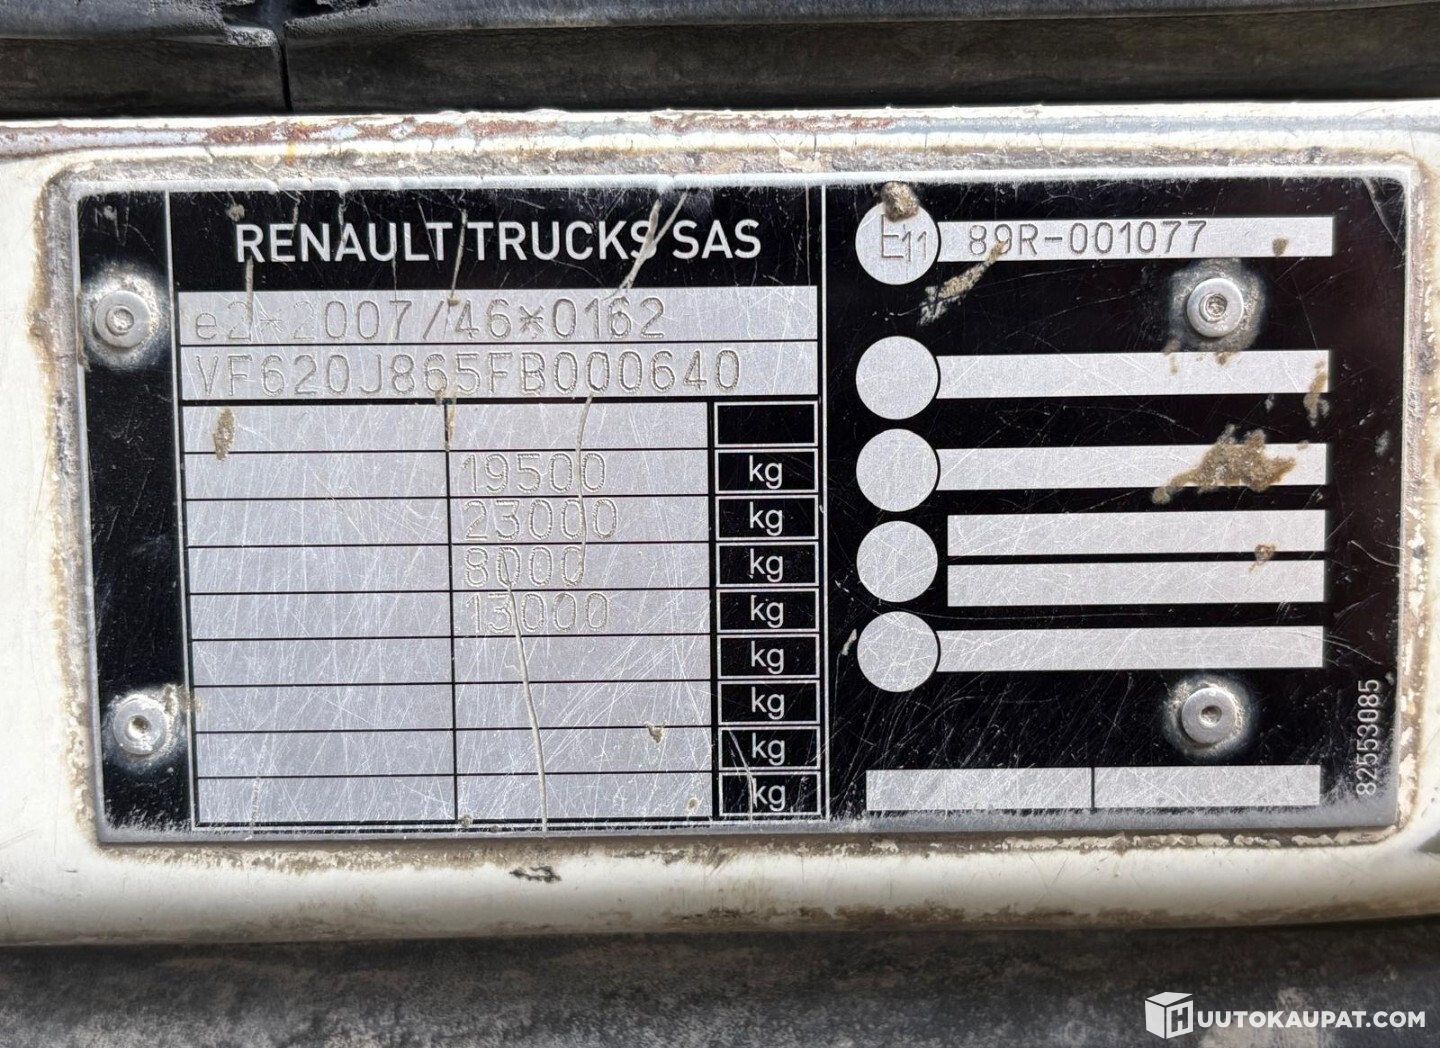 RENAULT TRUCKS SAS
e2*2007/46*0162
VF620J865FB000640
19500 kg
23000 kg
8000 kg
13000 kg
kg
kg
kg
kg
E11 89R-001077
82553085
HUUTOKAUPAT.COM